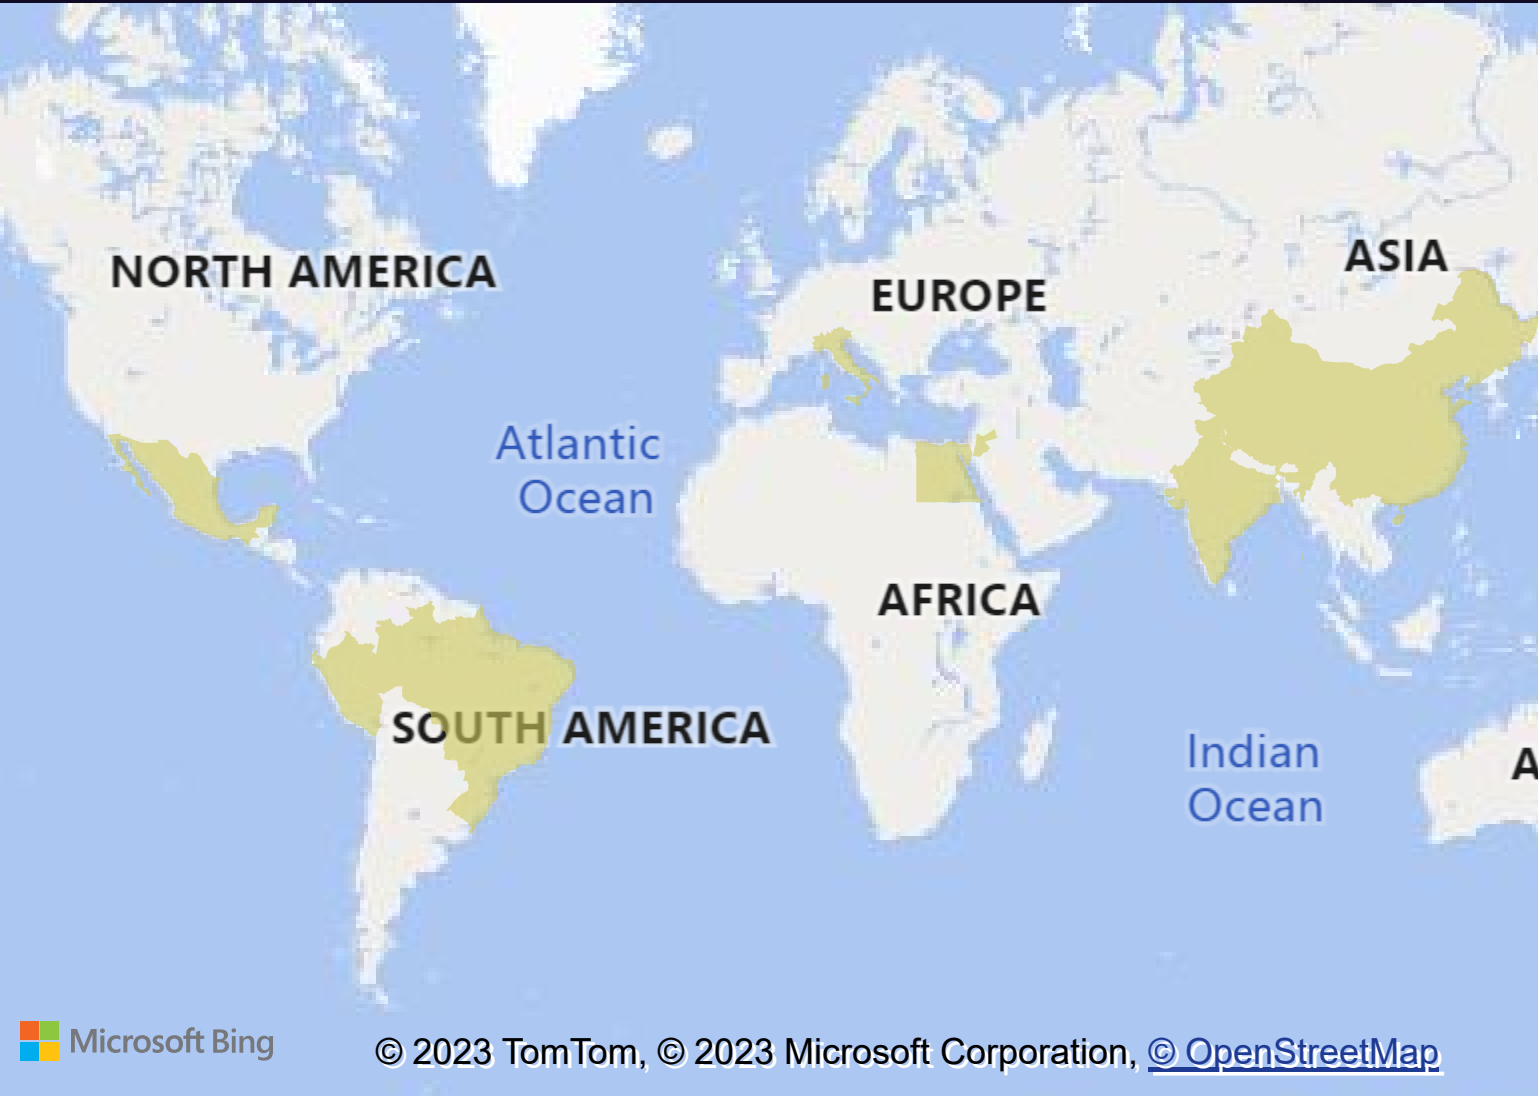 NORTH AMERICA
EUROPE
ASIA
Atlantic
Ocean
AFRICA
SOUTH AMERICA
Indian
Ocean
A
Microsoft Bing
© 2023 TomTom, © 2023 Microsoft Corporation, © OpenStreetMap